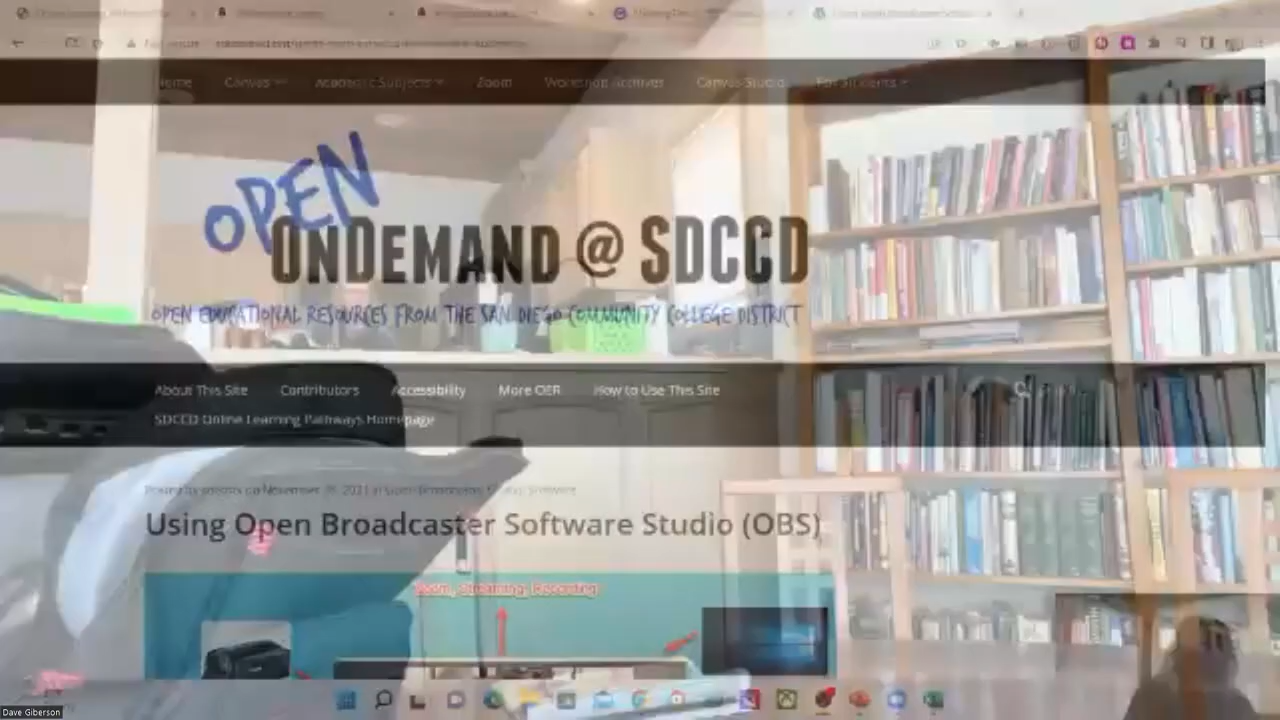 Home Canvas Academic Subjects Zoom Workshop Archives Canvas Studio For Students
OPEN
ONDEMAND @ SDCCD
OPEN EDUCATIONAL RESOURCES FROM THE SAN DIEGO COMMUNITY COLLEGE DISTRICT
About This Site Contributors Accessibility More OER How to Use This Site
SDCCD Online Learning Pathways Homepage
Using Open Broadcaster Software Studio (OBS)
Zoom, Streaming, Recording
Dave Giberson